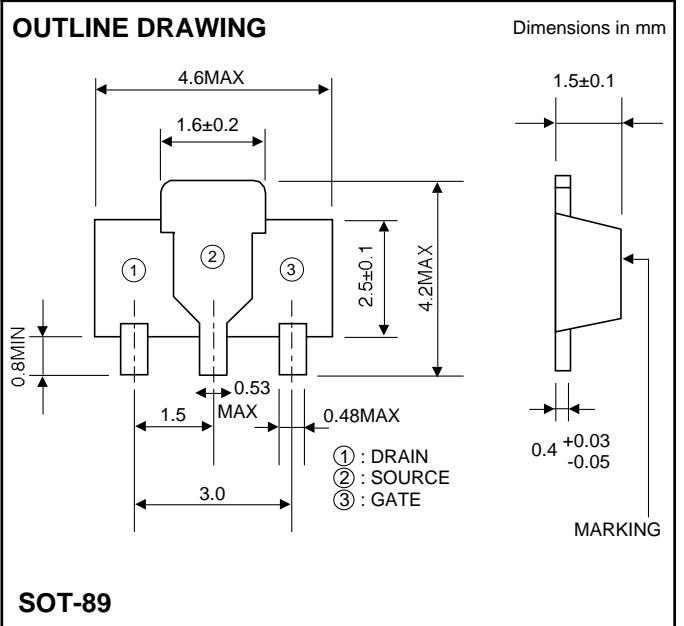 OUTLINE DRAWING
Dimensions in mm
4.6MAX
1.5±0.1
1.6±0.2
1
2
3
2.5±0.1
4.2MAX
0.8MIN
0.53
MAX
1.5
0.48MAX
3.0
1 : DRAIN
2 : SOURCE
3 : GATE
0.4 +0.03
-0.05
MARKING
SOT-89